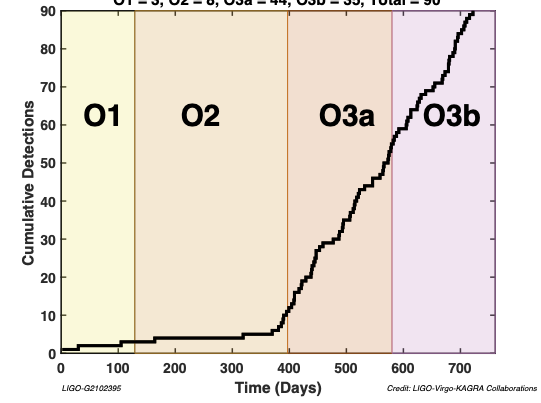 O1 = 3, O2 = 8, O3a = 44, O3b = 35, Total = 90
90
80
70
60
50
40
30
20
10
0
Cumulative Detections
O1 O2 O3a O3b
0 100 200 300 400 500 600 700
Time (Days)
LIGO-G2102395
Credit: LIGO-Virgo-KAGRA Collaborations